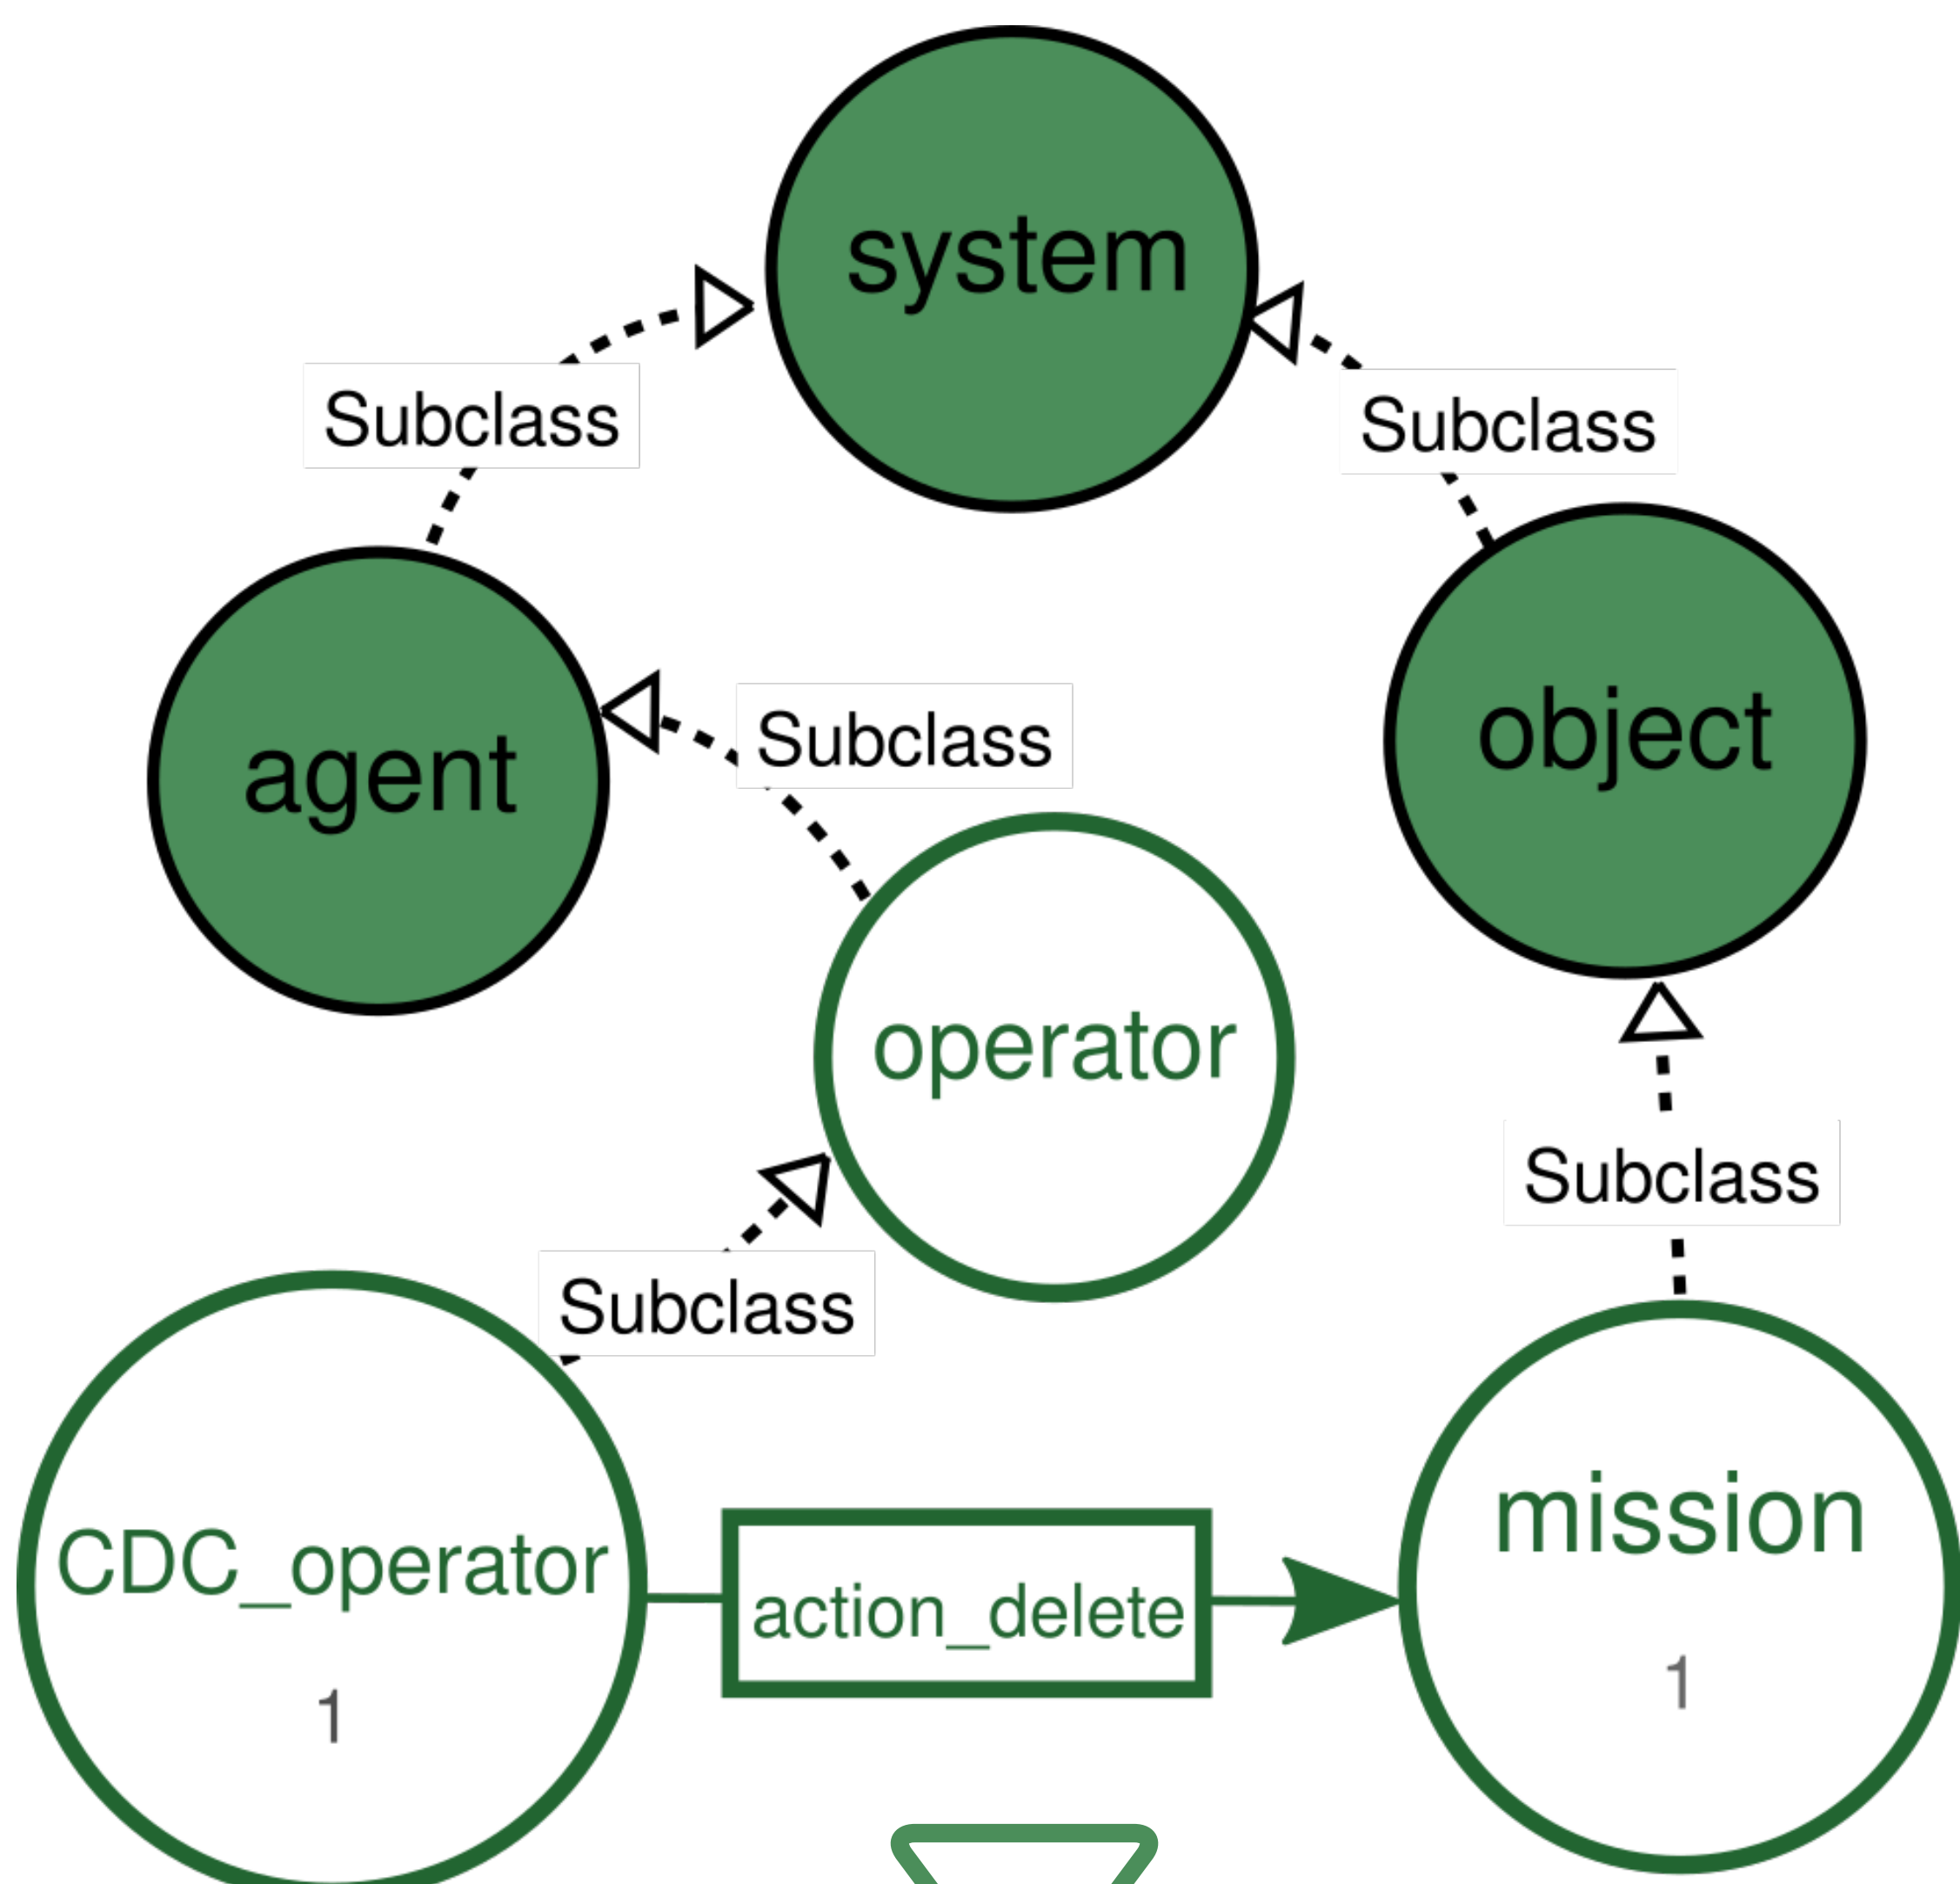 system
Subclass
Subclass
agent
Subclass
object
operator
Subclass
Subclass
CDC_operator
1
action_delete
mission
1